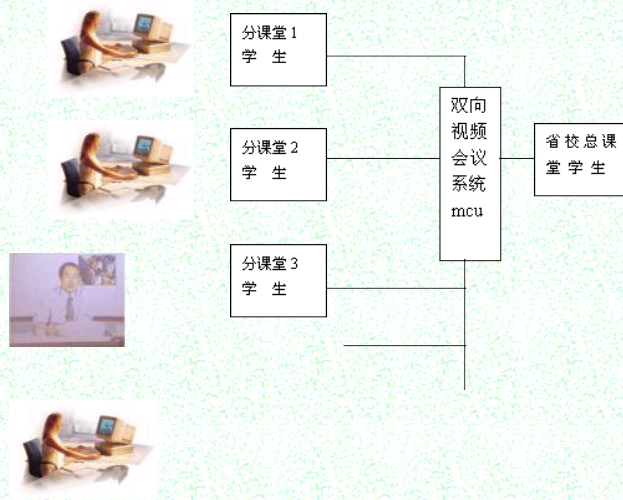 分课堂1
学 生
双向
视频
会议
系统
mcu
分课堂2
学 生
省校总课
堂学生
分课堂3
学 生